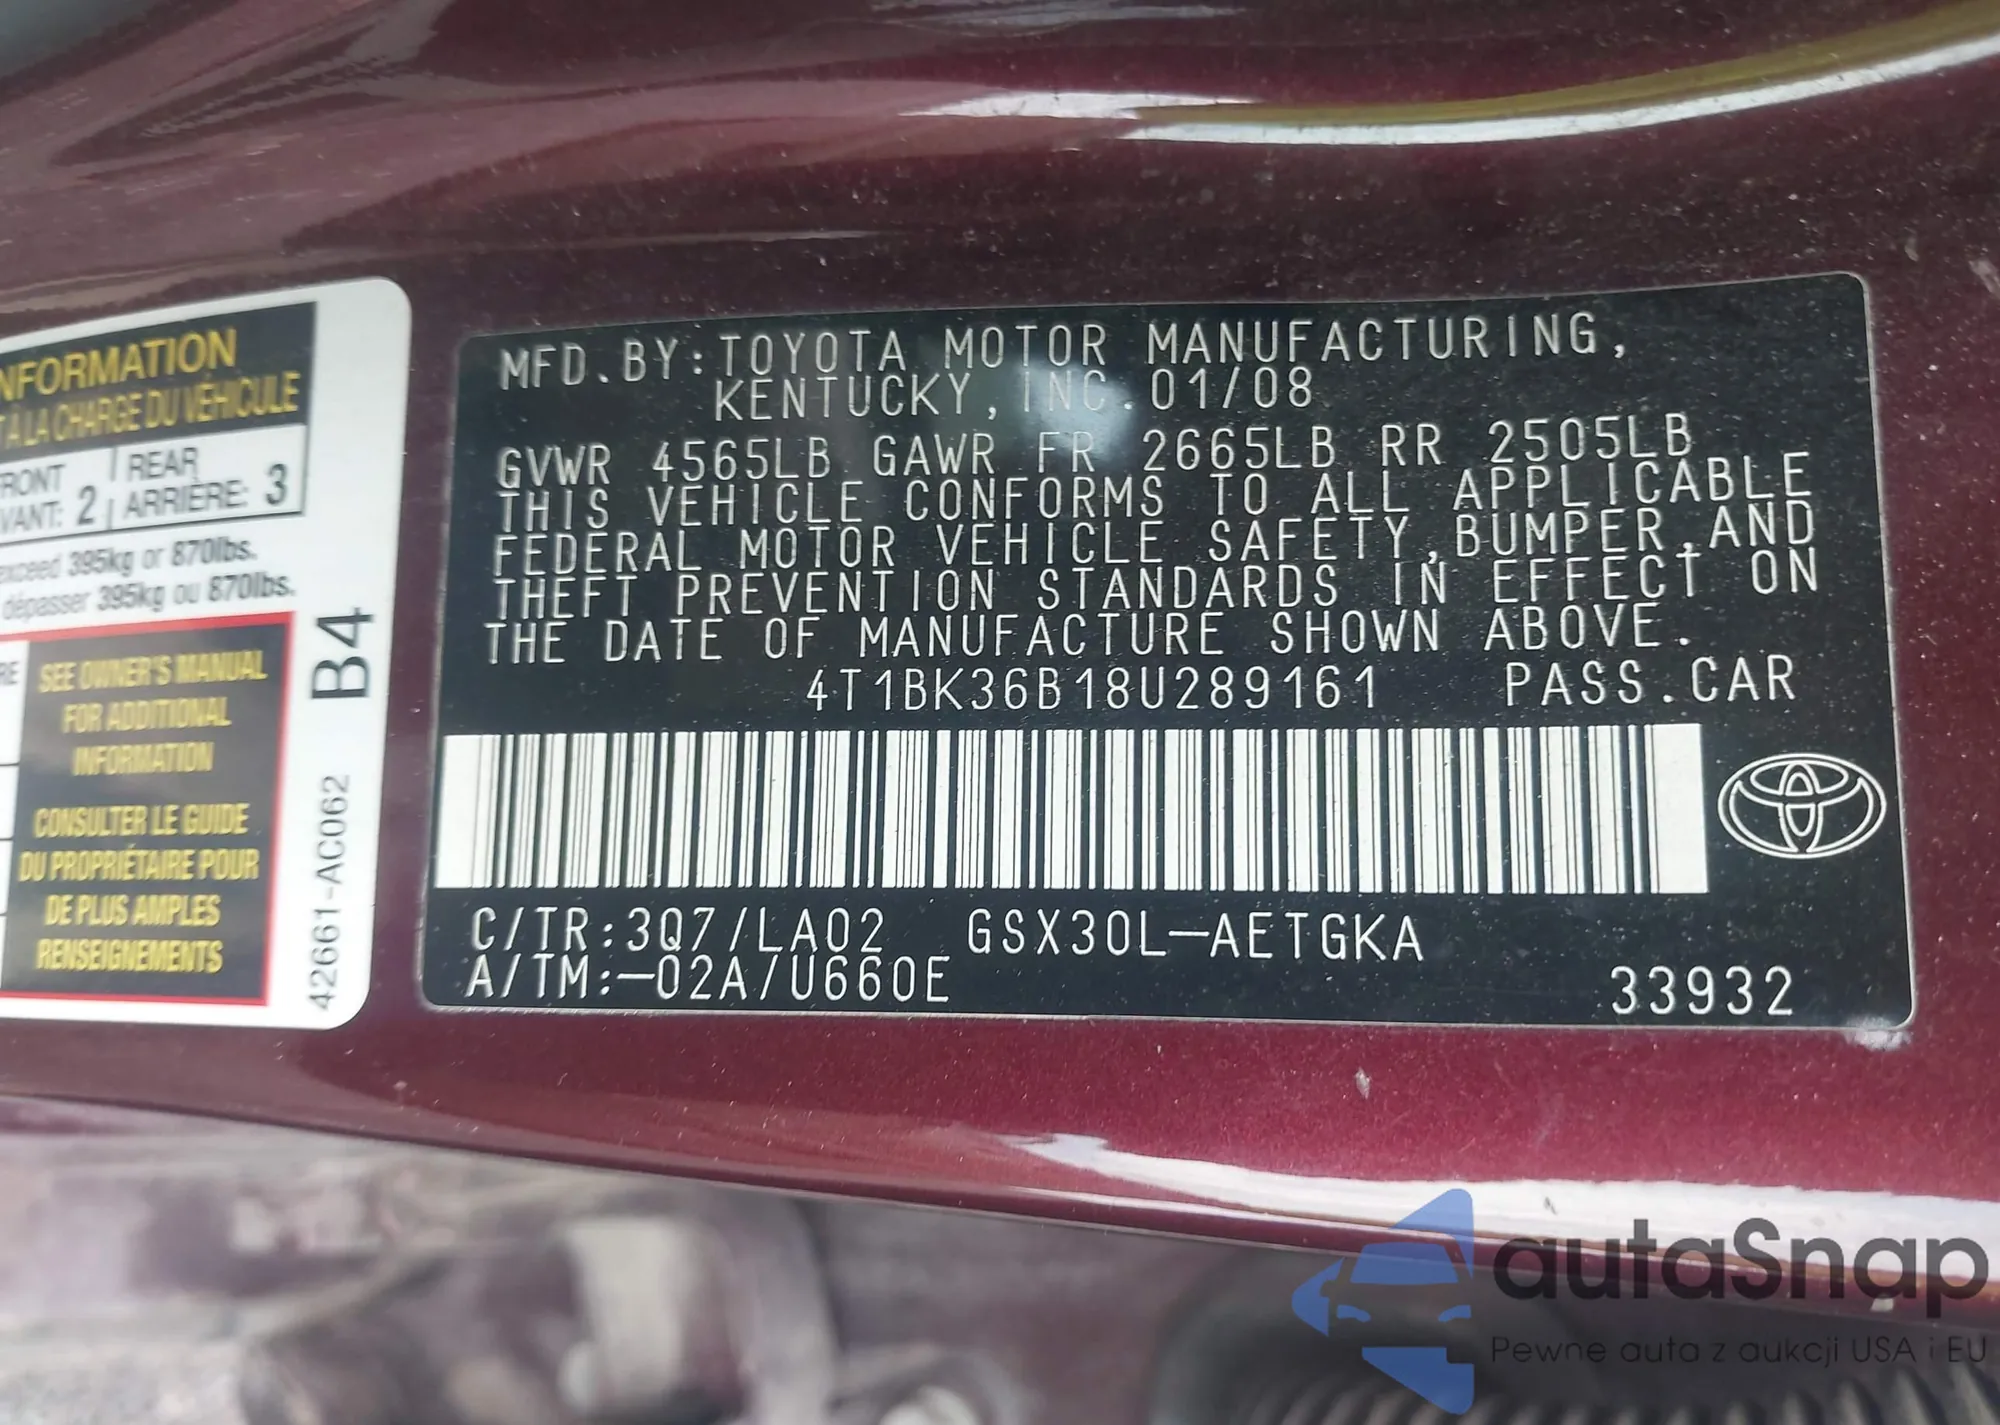 NFORMATION
T À LA CHARGE DU VÉHICULE
FRONT | REAR
VANT: 2 | ARRIÈRE: 3
exceed 395kg or 870lbs.
dépasser 395kg ou 870lbs.
RE
SEE OWNER'S MANUAL
FOR ADDITIONAL
INFORMATION
CONSULTER LE GUIDE
DU PROPRIÉTAIRE POUR
DE PLUS AMPLES
RENSEIGNEMENTS
B4
42661-AC062
MFD.BY:TOYOTA MOTOR MANUFACTURING,
KENTUCKY,INC.01/08
GVWR 4565LB GAWR FR 2665LB RR 2505LB
THIS VEHICLE CONFORMS TO ALL APPLICABLE
FEDERAL MOTOR VEHICLE SAFETY,BUMPER,AND
THEFT PREVENTION STANDARDS IN EFFECT ON
THE DATE OF MANUFACTURE SHOWN ABOVE.
4T1BK36B18U289161 PASS.CAR
C/TR:3Q7/LA02 GSX30L-AETGKA
A/TM:-02A/U660E
33932
autaSnap
Pewne auta z aukcji USA i EU